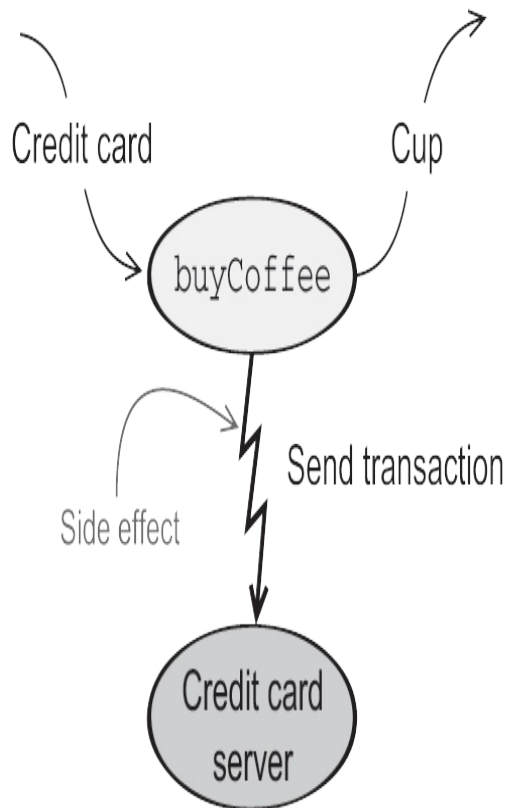 Credit card
Cup
buyCoffee
Send transaction
Side effect
Credit card
server